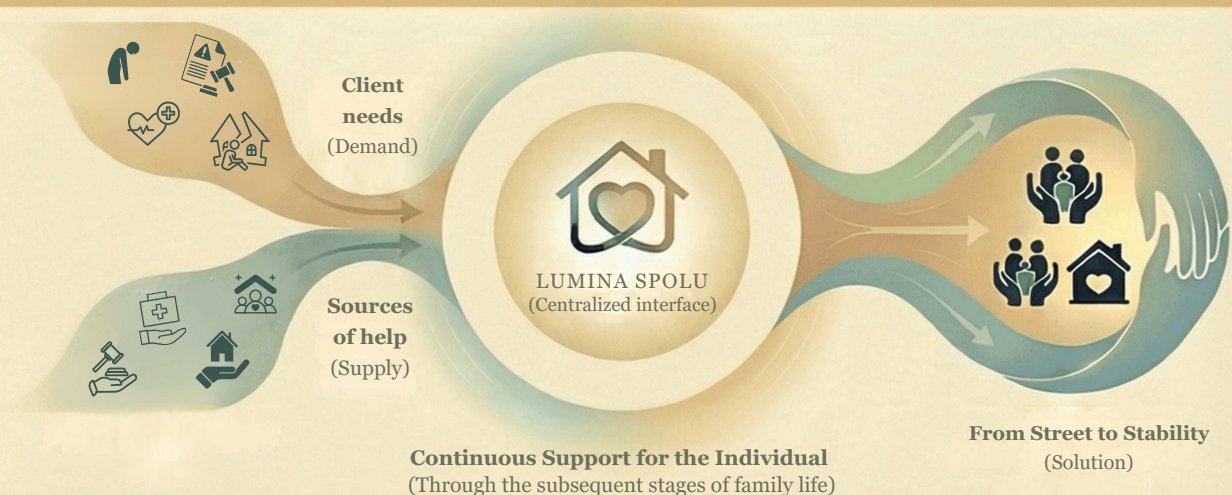 Client
needs
(Demand)
LUMINA SPOLU
(Centralized interface)
Sources
of help
(Supply)
From Street to Stability
(Solution)
Continuous Support for the Individual
(Through the subsequent stages of family life)